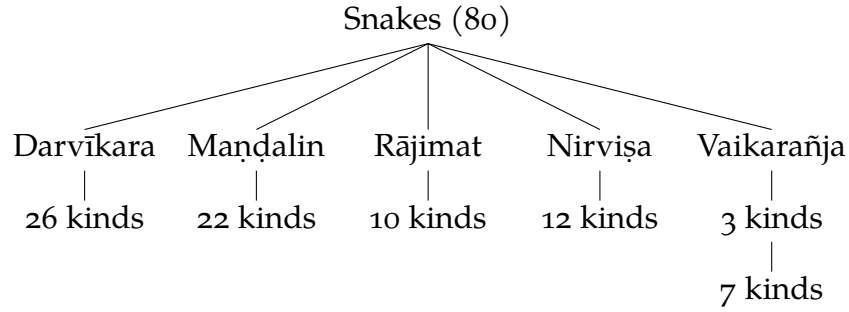 Snakes (80)
Darvīkara Maṇḍalin Rājimat Nirviṣa Vaikarañja
26 kinds 22 kinds 10 kinds 12 kinds 3 kinds
7 kinds